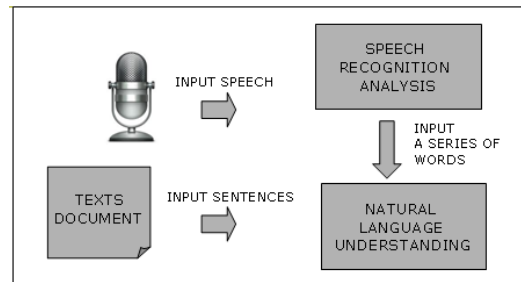 INPUT SPEECH
SPEECH
RECOGNITION
ANALYSIS
INPUT
A SERIES OF
WORDS
TEXTS
DOCUMENT
INPUT SENTENCES
NATURAL
LANGUAGE
UNDERSTANDING